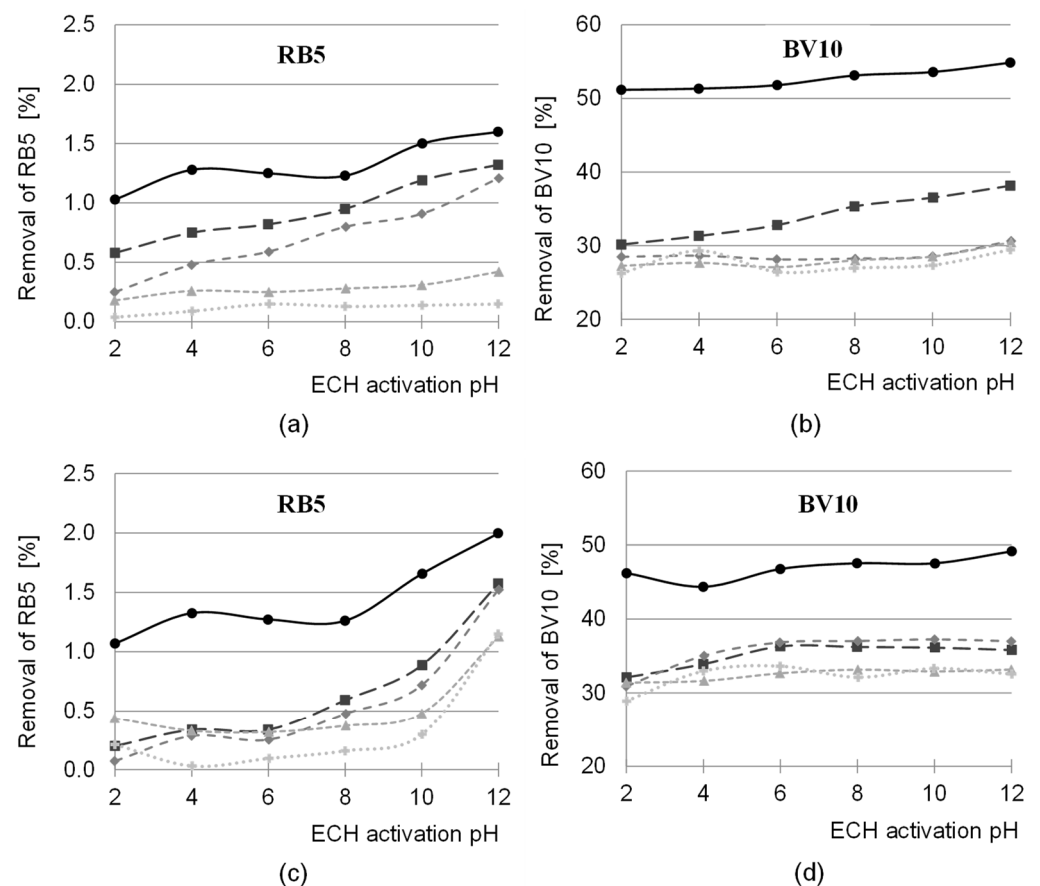 RB5
Removal of RB5 [%]
2.5
2.0
1.5
1.0
0.5
0.0
2 4 6 8 10 12
ECH activation pH
(a)
BV10
Removal of BV10 [%]
60
50
40
30
20
2 4 6 8 10 12
ECH activation pH
(b)
RB5
Removal of RB5 [%]
2.5
2.0
1.5
1.0
0.5
0.0
2 4 6 8 10 12
ECH activation pH
(c)
BV10
Removal of BV10 [%]
60
50
40
30
20
2 4 6 8 10 12
ECH activation pH
(d)